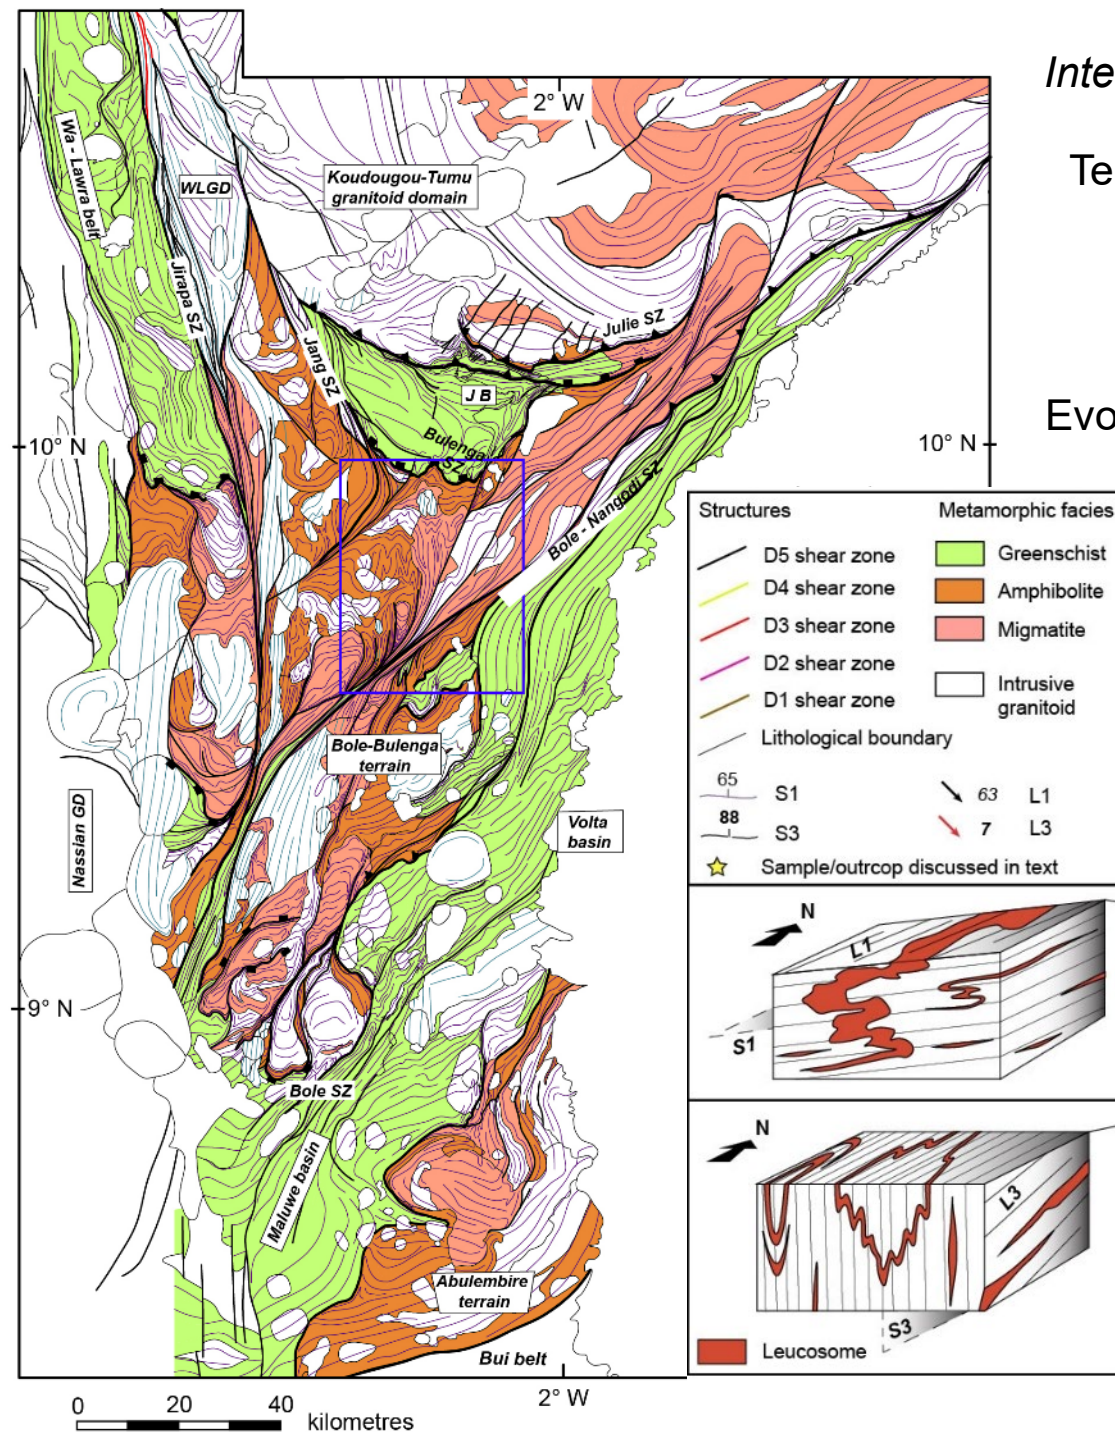 Inte
Te
Evo
2° W
Koudougou-Tumu
granitoid domain
WLGD
Wa - Lawra belt
Jirapa SZ
Jang SZ
Julie SZ
J B
Bulenga
SZ
10° N
10° N
Bole - Nangodi SZ
Bole-Bulenga
terrain
Nassian GD
Volta
basin
9° N
Bole SZ
Maluwe basin
Abulembire
terrain
Bui belt
2° W
0 20 40
kilometres
Structures
D5 shear zone
D4 shear zone
D3 shear zone
D2 shear zone
D1 shear zone
Lithological boundary
65
S1
88
S3
63 L1
7 L3
Sample/outrcop discussed in text
Metamorphic facies
Greenschist
Amphibolite
Migmatite
Intrusive
granitoid
N
L1
S1
N
L3
S3
Leucosome